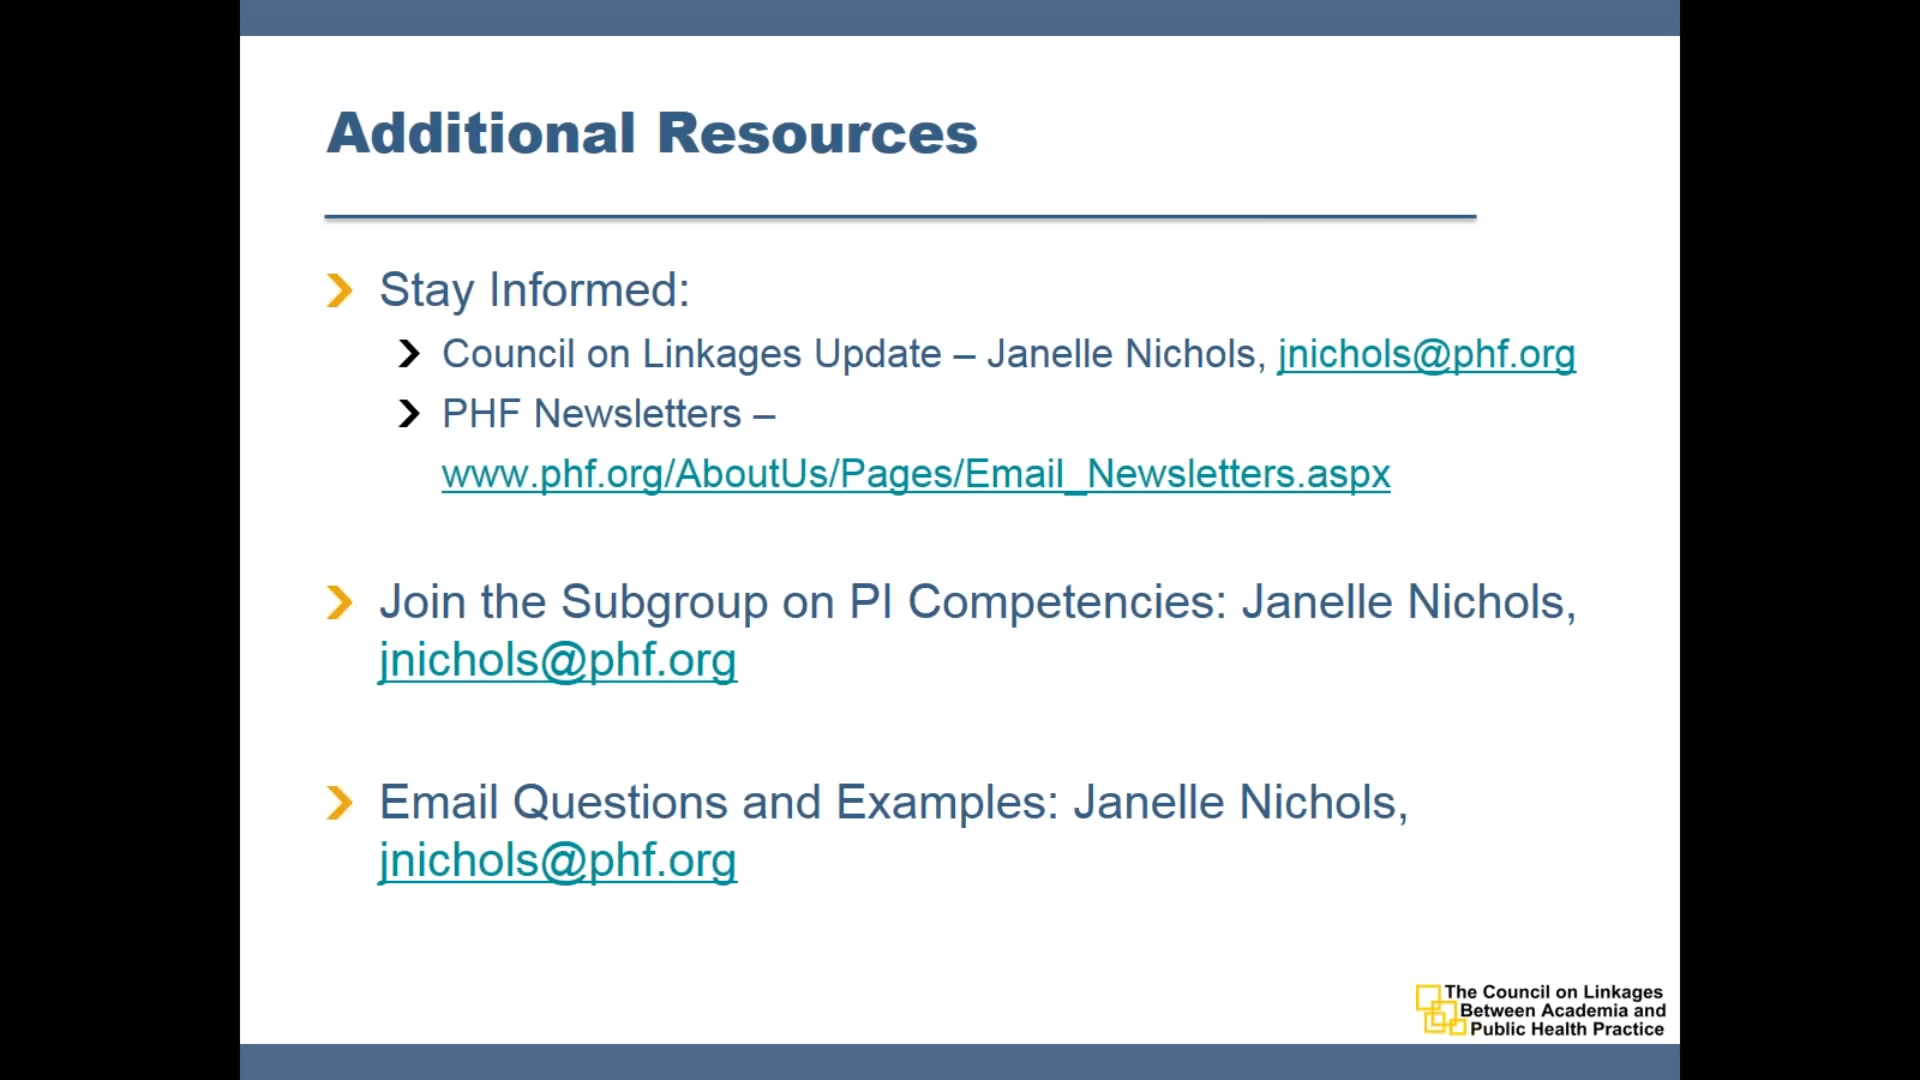 Additional Resources
Stay Informed:
Council on Linkages Update – Janelle Nichols, jnichols@phf.org
PHF Newsletters –
www.phf.org/AboutUs/Pages/Email_Newsletters.aspx
Join the Subgroup on PI Competencies: Janelle Nichols,
jnichols@phf.org
Email Questions and Examples: Janelle Nichols,
jnichols@phf.org
The Council on Linkages
Between Academia and
Public Health Practice